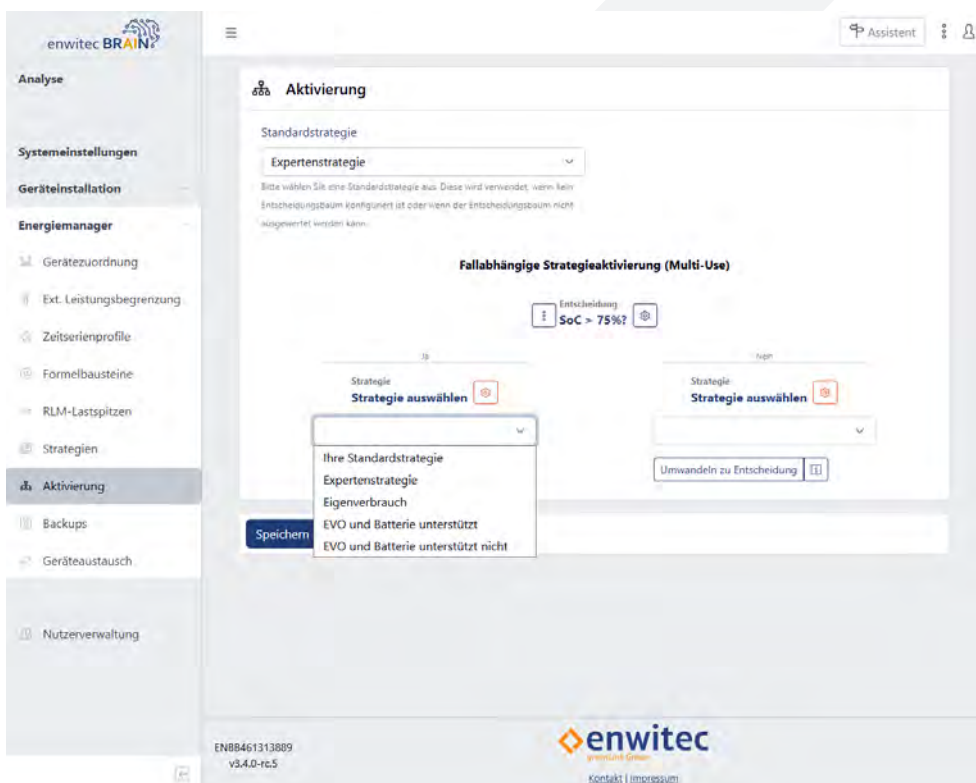 enwitec BRAIN
Assistent
Analyse
Systemeinstellungen
Geräteinstallation
Energiemanager
Gerätezuordnung
Ext. Leistungsbegrenzung
Zeitserienprofile
Formelbausteine
RLM-Lastspitzen
Strategien
Aktivierung
Backups
Geräteaustausch
Nutzerverwaltung
Aktivierung
Standardstrategie
Expertenstrategie
Bitte wählen Sie eine Standardstrategie aus. Diese wird verwendet, wenn kein
Entscheidungsbaum konfiguriert ist oder wenn der Entscheidungsbaum nicht
ausgewertet werden kann.
Fallabhängige Strategieaktivierung (Multi-Use)
Entscheidung
SoC > 75%?
Ja
Strategie
Strategie auswählen
Ihre Standardstrategie
Expertenstrategie
Eigenverbrauch
EVO und Batterie unterstützt
EVO und Batterie unterstützt nicht
Nein
Strategie
Strategie auswählen
Umwandeln zu Entscheidung
Speichern
ENBB461313889
v3.4.0-rc.5
enwitec
Kontakt | Impressum